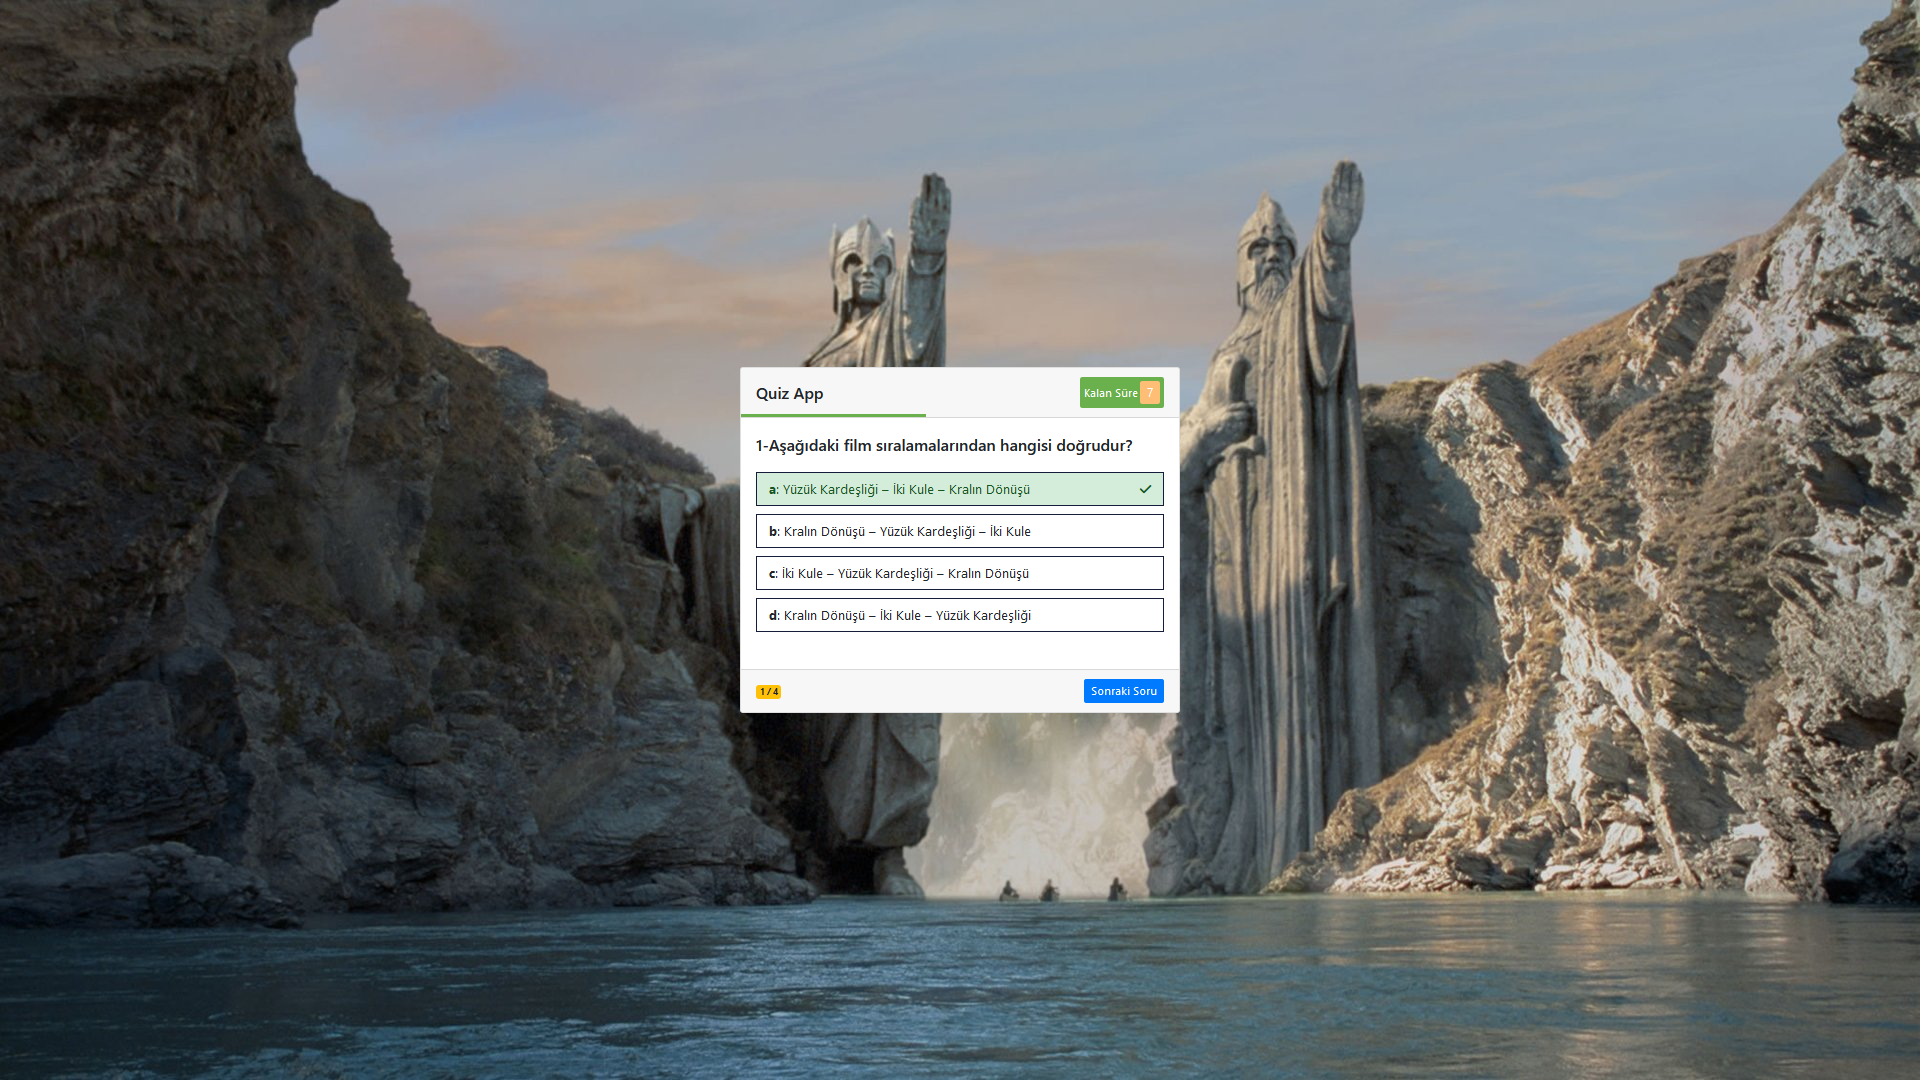 Quiz App
Kalan Süre 7
1-Aşağıdaki film sıralamalarından hangisi doğrudur?
a: Yüzük Kardeşliği – İki Kule – Kralın Dönüşü
b: Kralın Dönüşü – Yüzük Kardeşliği – İki Kule
c: İki Kule – Yüzük Kardeşliği – Kralın Dönüşü
d: Kralın Dönüşü – İki Kule – Yüzük Kardeşliği
1 / 4
Sonraki Soru